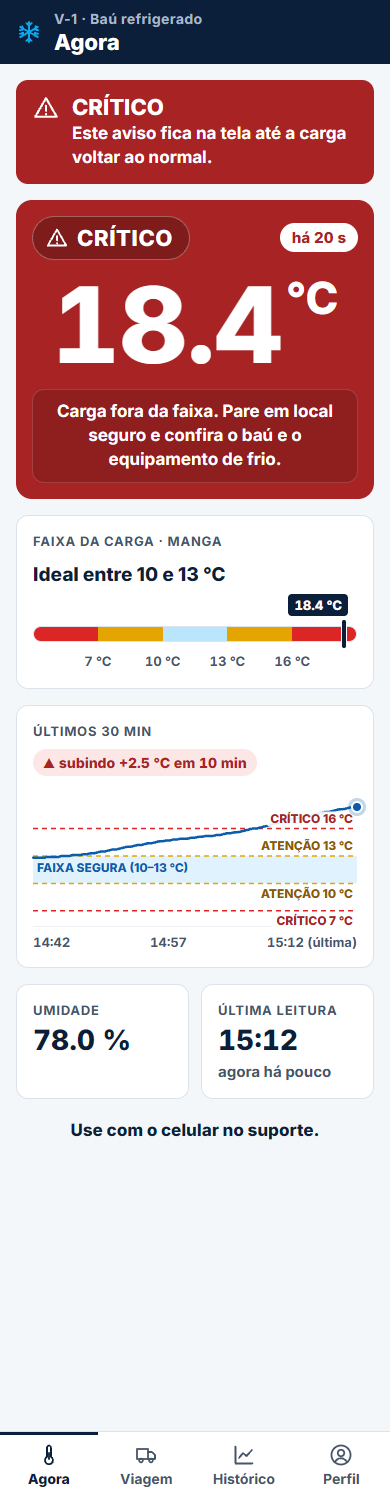 V-1 · Baú refrigerado
Agora
CRÍTICO
Este aviso fica na tela até a carga
voltar ao normal.
CRÍTICO
há 20 s
18.4 °C
Carga fora da faixa. Pare em local
seguro e confira o baú e o
equipamento de frio.
FAIXA DA CARGA · MANGA
Ideal entre 10 e 13 °C
18.4 °C
7 °C 10 °C 13 °C 16 °C
ÚLTIMOS 30 MIN
▲ subindo +2.5 °C em 10 min
CRÍTICO 16 °C
ATENÇÃO 13 °C
FAIXA SEGURA (10–13 °C)
ATENÇÃO 10 °C
CRÍTICO 7 °C
14:42 14:57 15:12 (última)
UMIDADE
78.0 %
ÚLTIMA LEITURA
15:12
agora há pouco
Use com o celular no suporte.
Agora Viagem Histórico Perfil